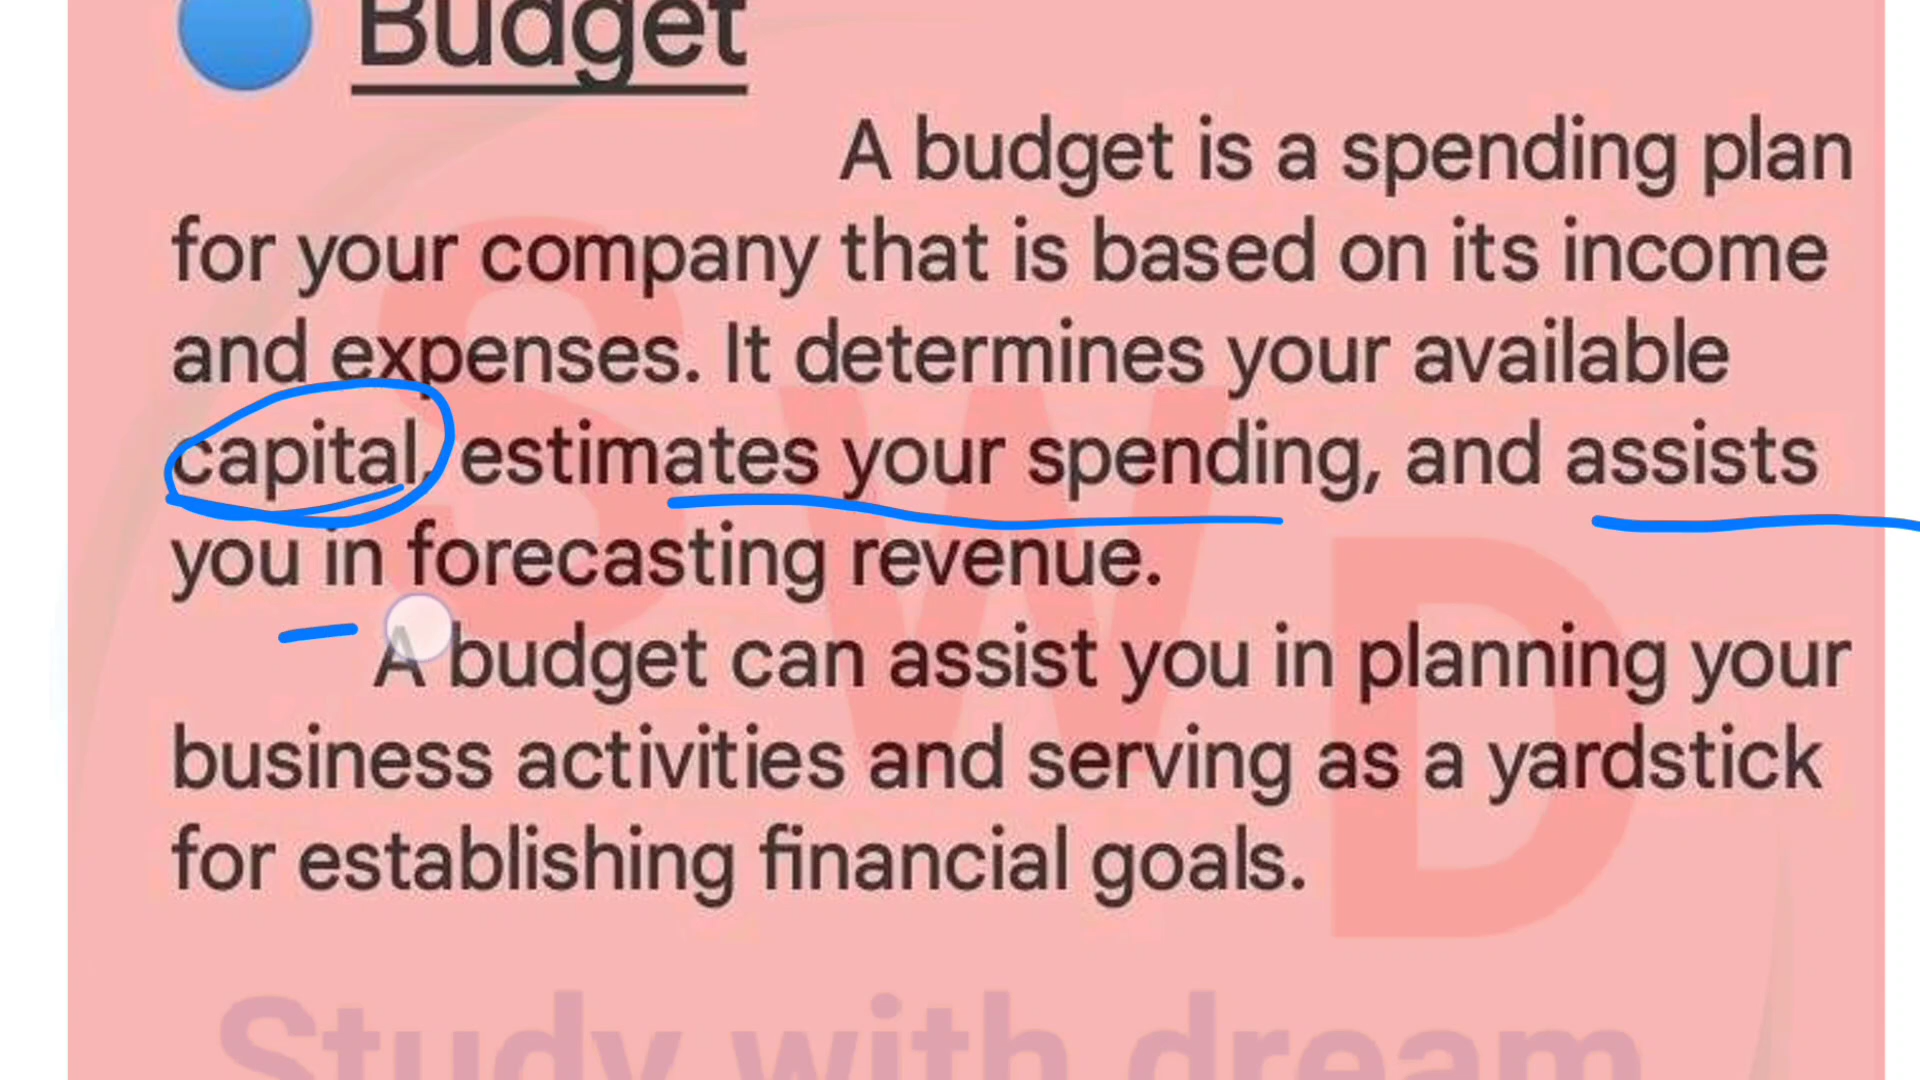 Budget
A budget is a spending plan
for your company that is based on its income
and expenses. It determines your available
capital, estimates your spending, and assists
you in forecasting revenue.
A budget can assist you in planning your
business activities and serving as a yardstick
for establishing financial goals.
SWD
Study with dream